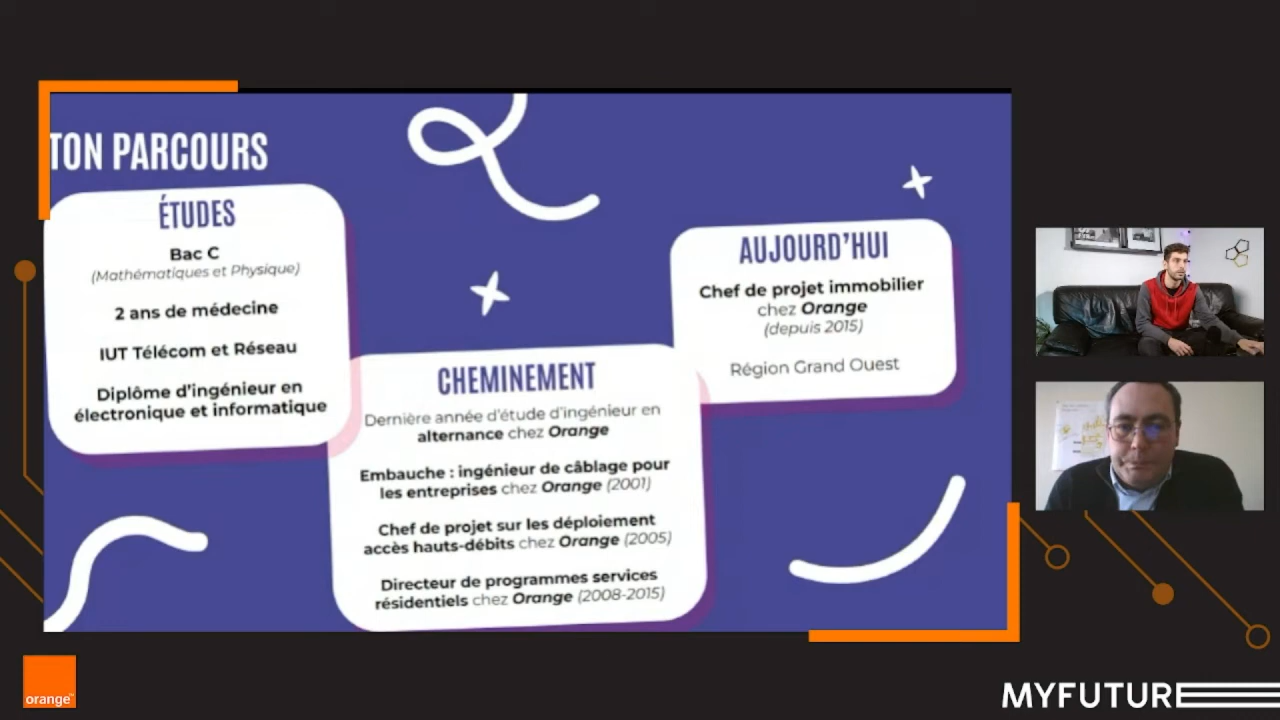 TON PARCOURS
ÉTUDES
Bac C
(Mathématiques et Physique)
2 ans de médecine
IUT Télécom et Réseau
Diplôme d'ingénieur en
électronique et informatique
CHEMINEMENT
Dernière année d'étude d'ingénieur en
alternance chez Orange
Embauche : ingénieur de câblage pour
les entreprises chez Orange (2001)
Chef de projet sur les déploiement
accès hauts-débits chez Orange (2005)
Directeur de programmes services
résidentiels chez Orange (2008-2015)
AUJOURD'HUI
Chef de projet immobilier
chez Orange
(depuis 2015)
Région Grand Ouest
orange™
MYFUTURE